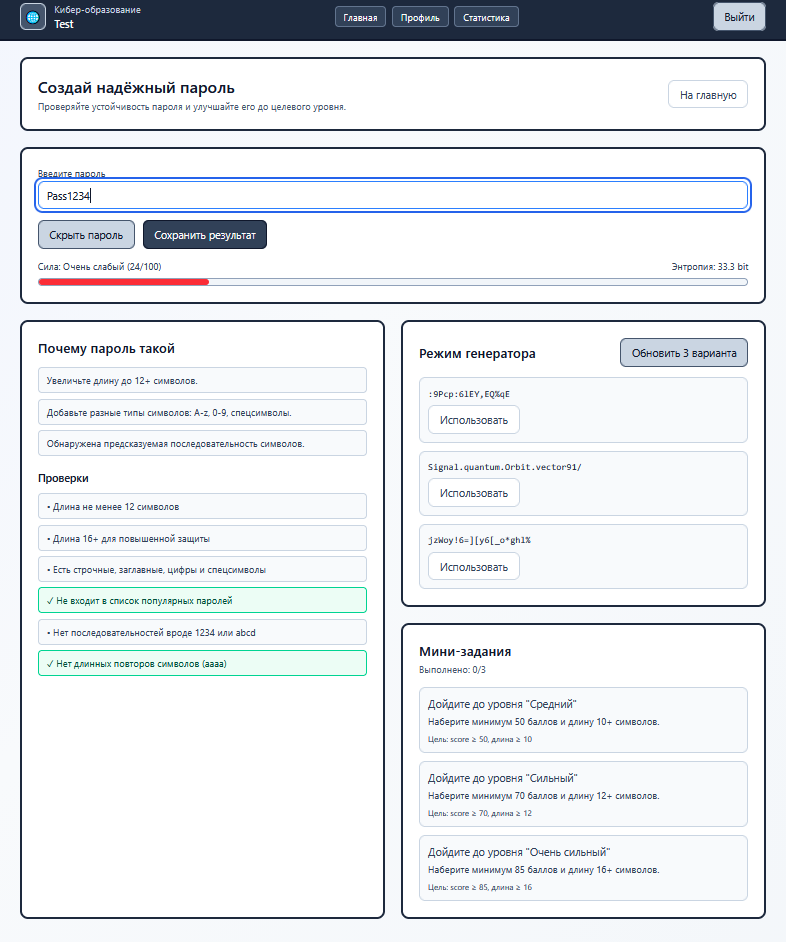 Кибер-образование
Test
Главная
Профиль
Статистика
Выйти
Создай надёжный пароль
Проверяйте устойчивость пароля и улучшайте его до целевого уровня.
На главную
Введите пароль
Pass1234
Скрыть пароль
Сохранить результат
Сила: Очень слабый (24/100)
Энтропия: 33.3 bit
Почему пароль такой
Увеличьте длину до 12+ символов.
Добавьте разные типы символов: A-z, 0-9, спецсимволы.
Обнаружена предсказуемая последовательность символов.
Проверки
• Длина не менее 12 символов
• Длина 16+ для повышенной защиты
• Есть строчные, заглавные, цифры и спецсимволы
✓ Не входит в список популярных паролей
• Нет последовательностей вроде 1234 или abcd
✓ Нет длинных повторов символов (aaaa)
Режим генератора
Обновить 3 варианта
:9Pcp:6lEY,EQ%qE
Использовать
Signal.quantum.Orbit.vector91/
Использовать
jzWoy!6=][y6[_o*ghl%
Использовать
Мини-задания
Выполнено: 0/3
Дойдите до уровня "Средний"
Наберите минимум 50 баллов и длину 10+ символов.
Цель: score ≥ 50, длина ≥ 10
Дойдите до уровня "Сильный"
Наберите минимум 70 баллов и длину 12+ символов.
Цель: score ≥ 70, длина ≥ 12
Дойдите до уровня "Очень сильный"
Наберите минимум 85 баллов и длину 16+ символов.
Цель: score ≥ 85, длина ≥ 16